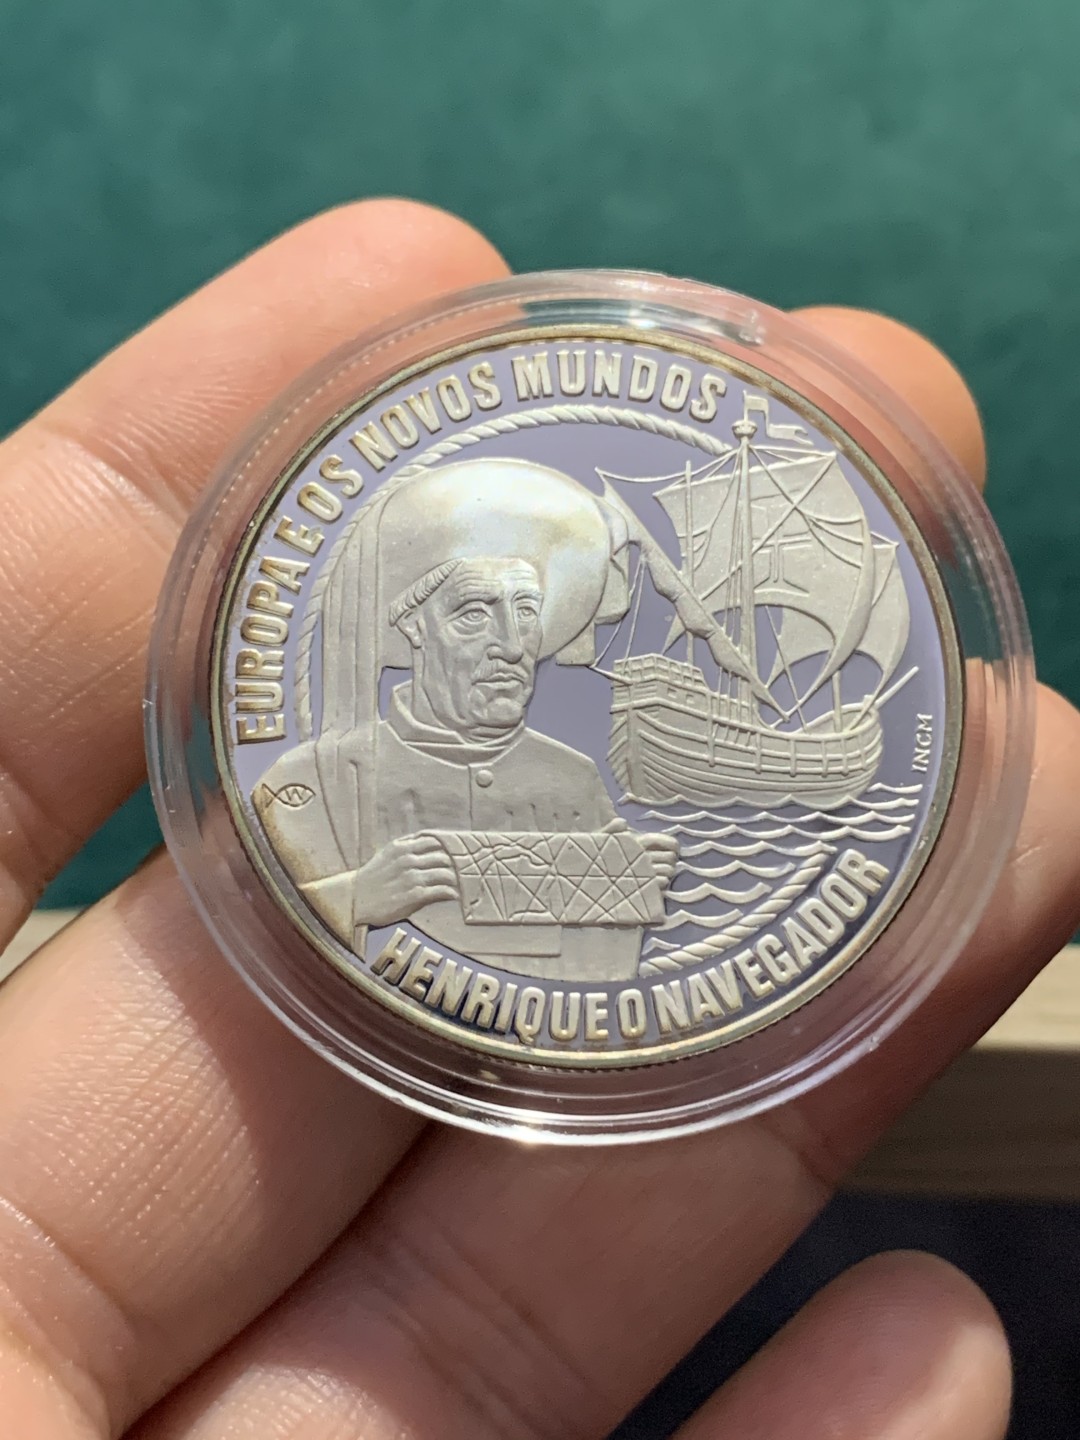 EUROPA E OS NOVOS MUNDOS
INCM
W
HENRIQUE O NAVEGADOR